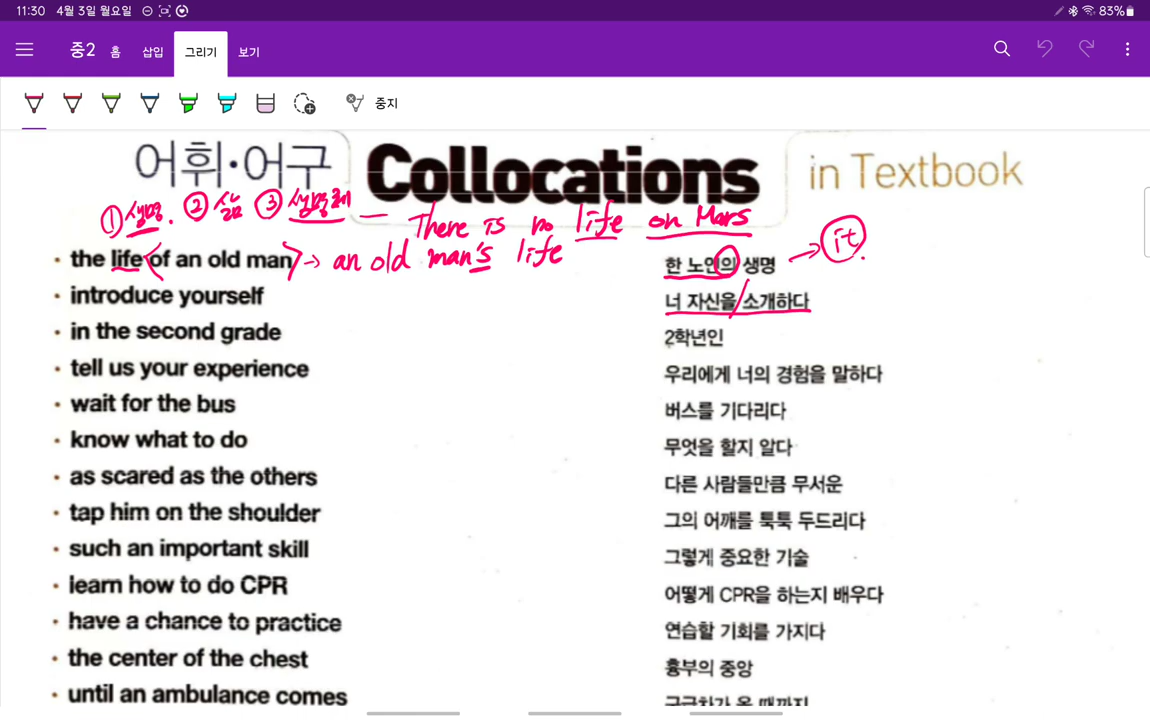 11:30 4월 3일 월요일 83%
중2 홈 삽입 그리기 보기
중지
어휘·어구 Collocations in Textbook
① 생명. ② 삶 ③ 생명체 — There is no life on Mars
• the life of an old man → an old man's life 한 노인의 생명 → it
• introduce yourself 너 자신을 소개하다
• in the second grade 2학년인
• tell us your experience 우리에게 너의 경험을 말하다
• wait for the bus 버스를 기다리다
• know what to do 무엇을 할지 알다
• as scared as the others 다른 사람들만큼 무서운
• tap him on the shoulder 그의 어깨를 툭툭 두드리다
• such an important skill 그렇게 중요한 기술
• learn how to do CPR 어떻게 CPR을 하는지 배우다
• have a chance to practice 연습할 기회를 가지다
• the center of the chest 흉부의 중앙
• until an ambulance comes 구급차가 올 때까지